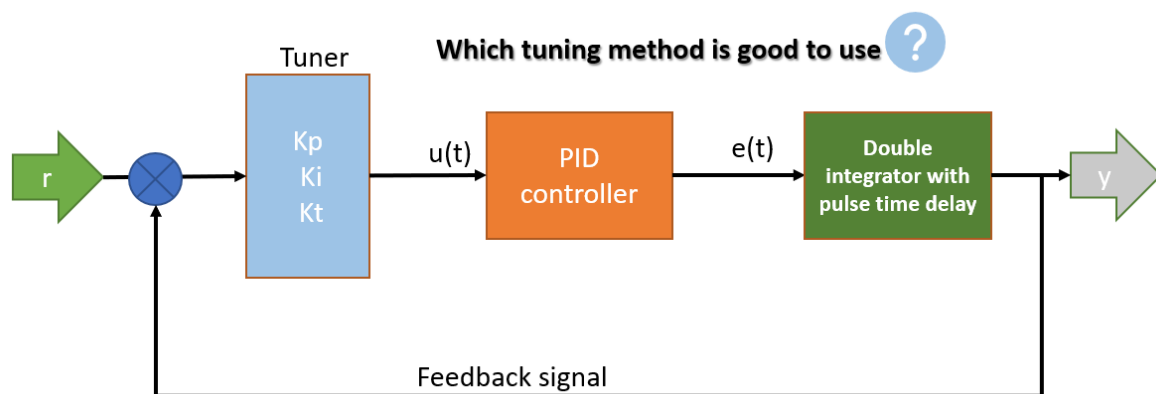 Which tuning method is good to use ?
Tuner
r
Kp
Ki
Kt
u(t)
PID
controller
e(t)
Double
integrator with
pulse time delay
y
Feedback signal